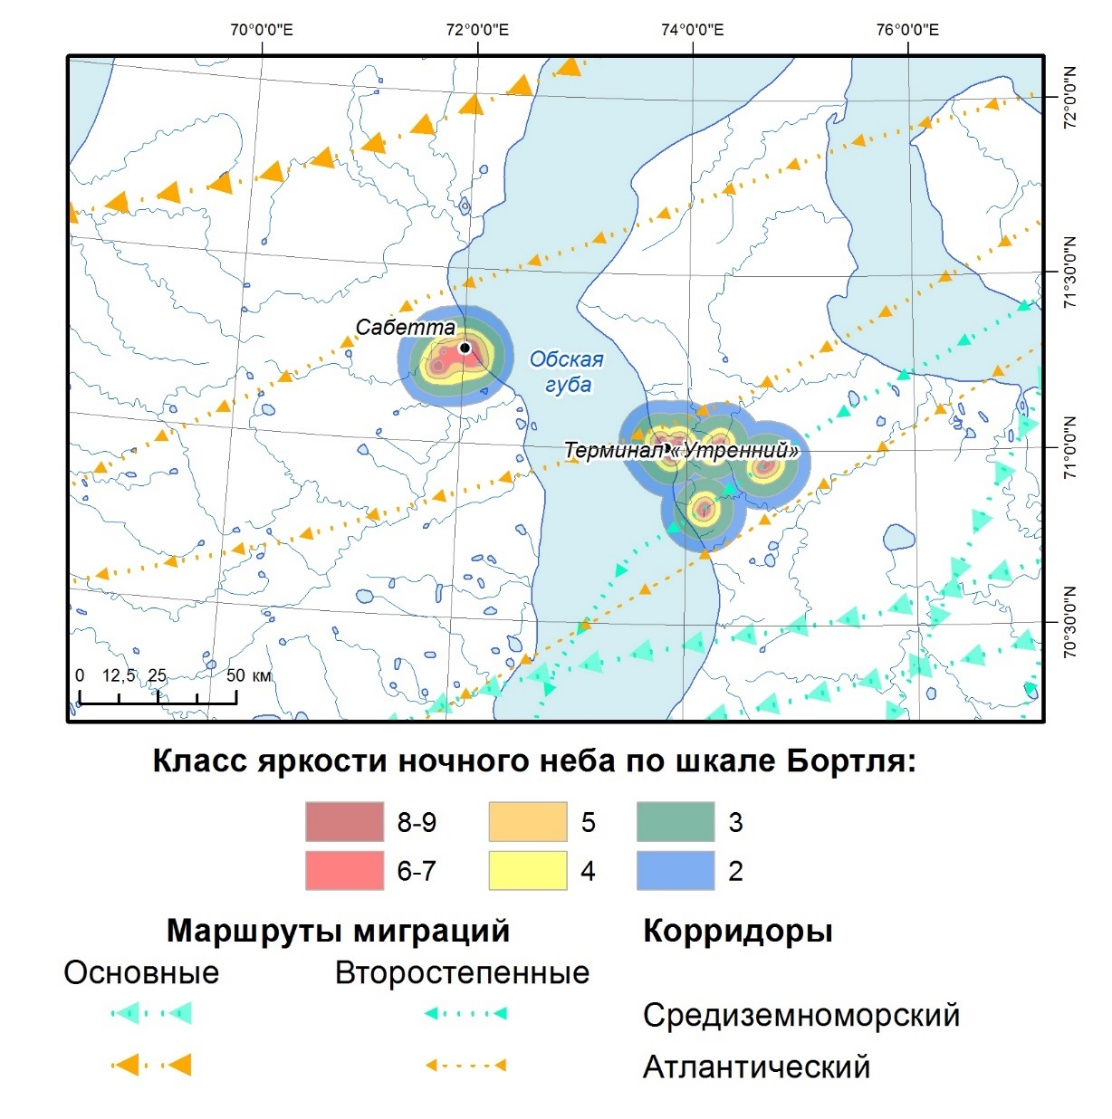 70°0'0"E 72°0'0"E 74°0'0"E 76°0'0"E
72°0'0"N
71°30'0"N
71°0'0"N
70°30'0"N
Сабетта
Обская
губа
Терминал «Утренний»
0 12,5 25 50 км
Класс яркости ночного неба по шкале Бортля:
8-9 5 3
6-7 4 2
Маршруты миграций Корридоры
Основные Второстепенные
Средиземноморский
Атлантический